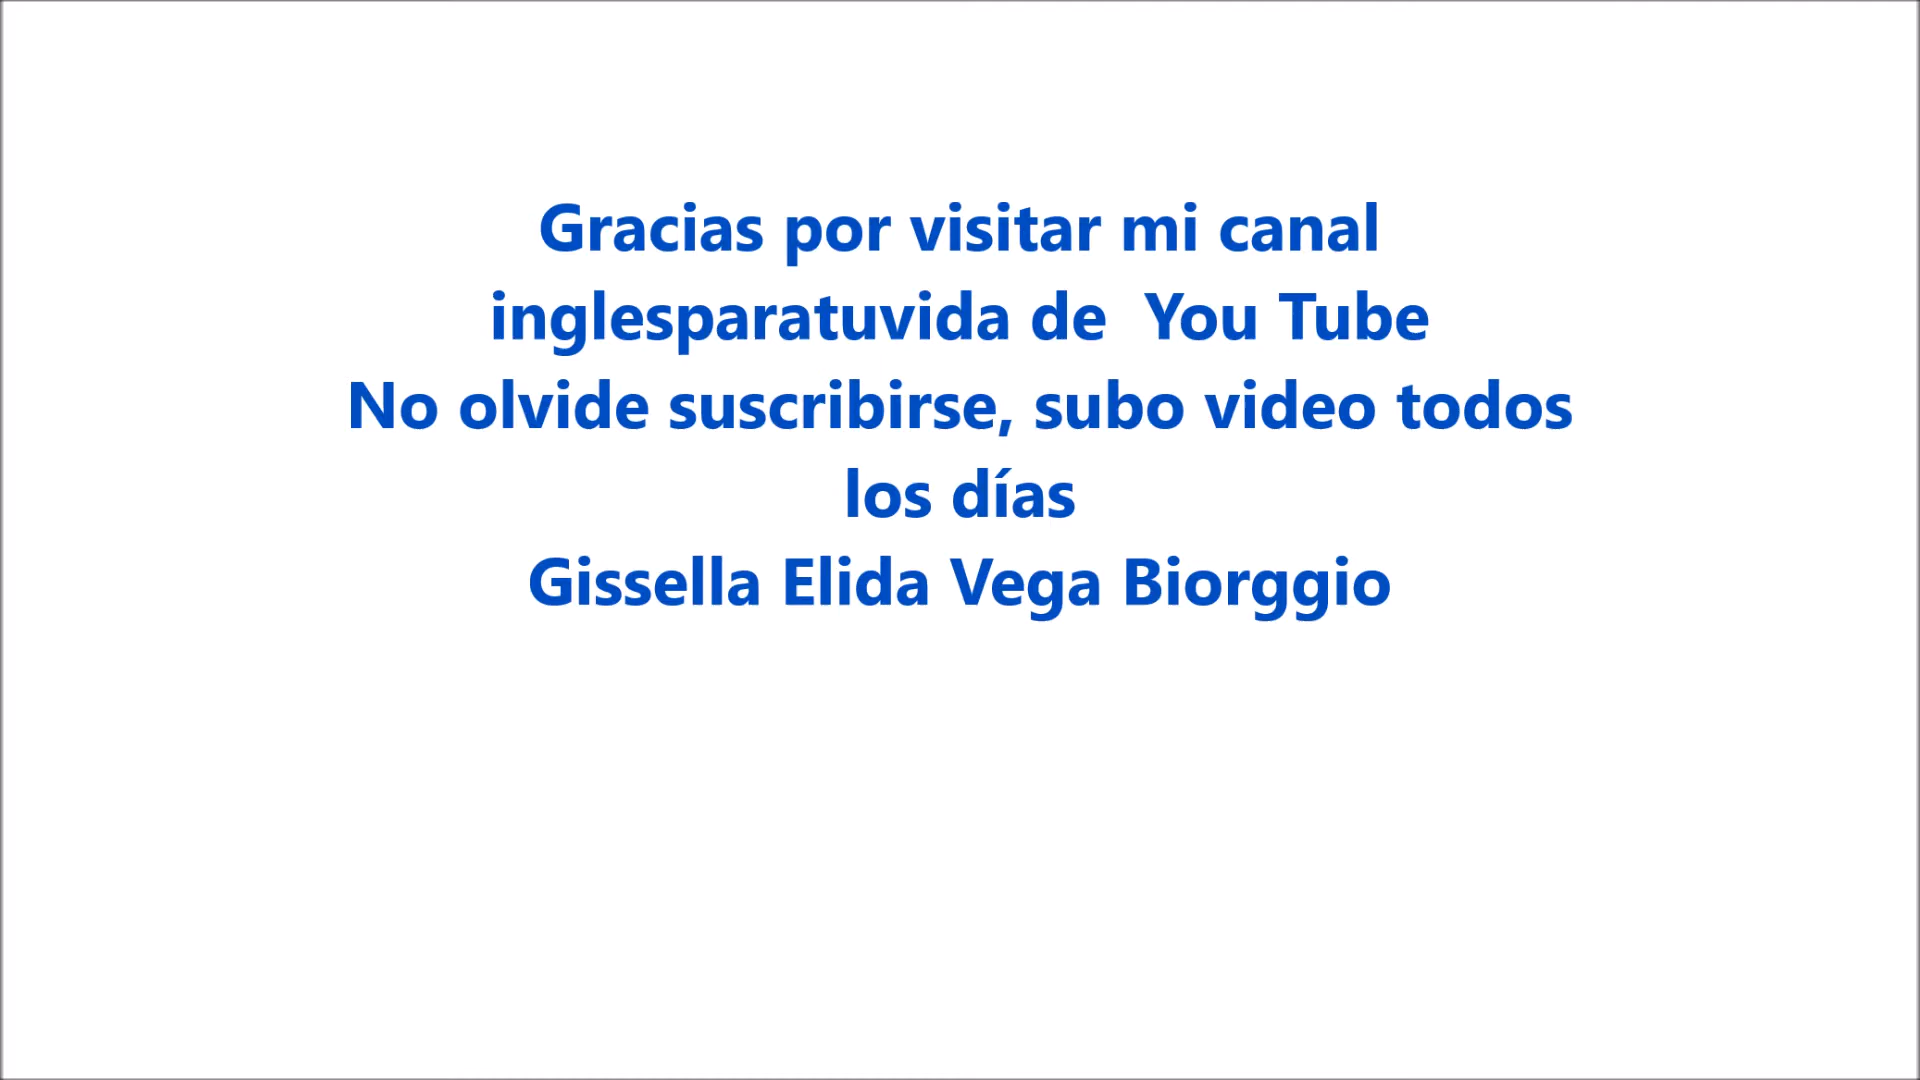 Gracias por visitar mi canal
inglesparatuvida de  You Tube
No olvide suscribirse, subo video todos
los días
Gissella Elida Vega Biorggio